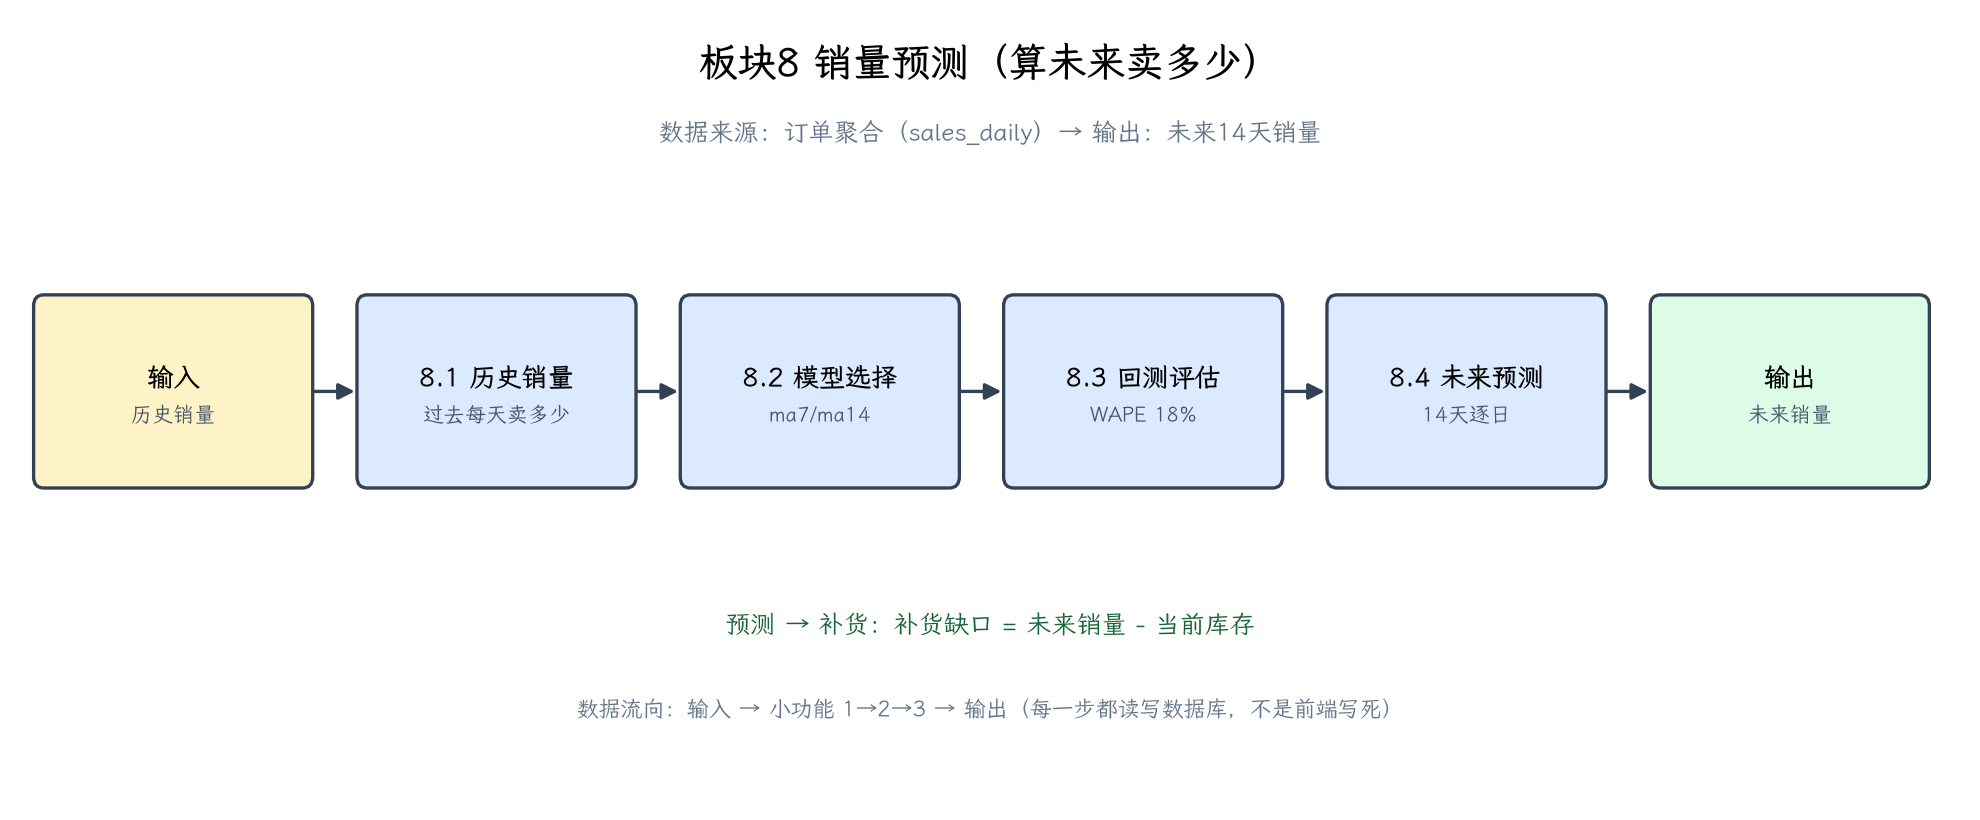 板块8 销量预测（算未来卖多少）
数据来源：订单聚合（sales_daily）→ 输出：未来14天销量
输入
历史销量
8.1 历史销量
过去每天卖多少
8.2 模型选择
ma7/ma14
8.3 回测评估
WAPE 18%
8.4 未来预测
14天逐日
输出
未来销量
预测 → 补货：补货缺口 = 未来销量 - 当前库存
数据流向：输入 → 小功能 1→2→3 → 输出（每一步都读写数据库，不是前端写死）